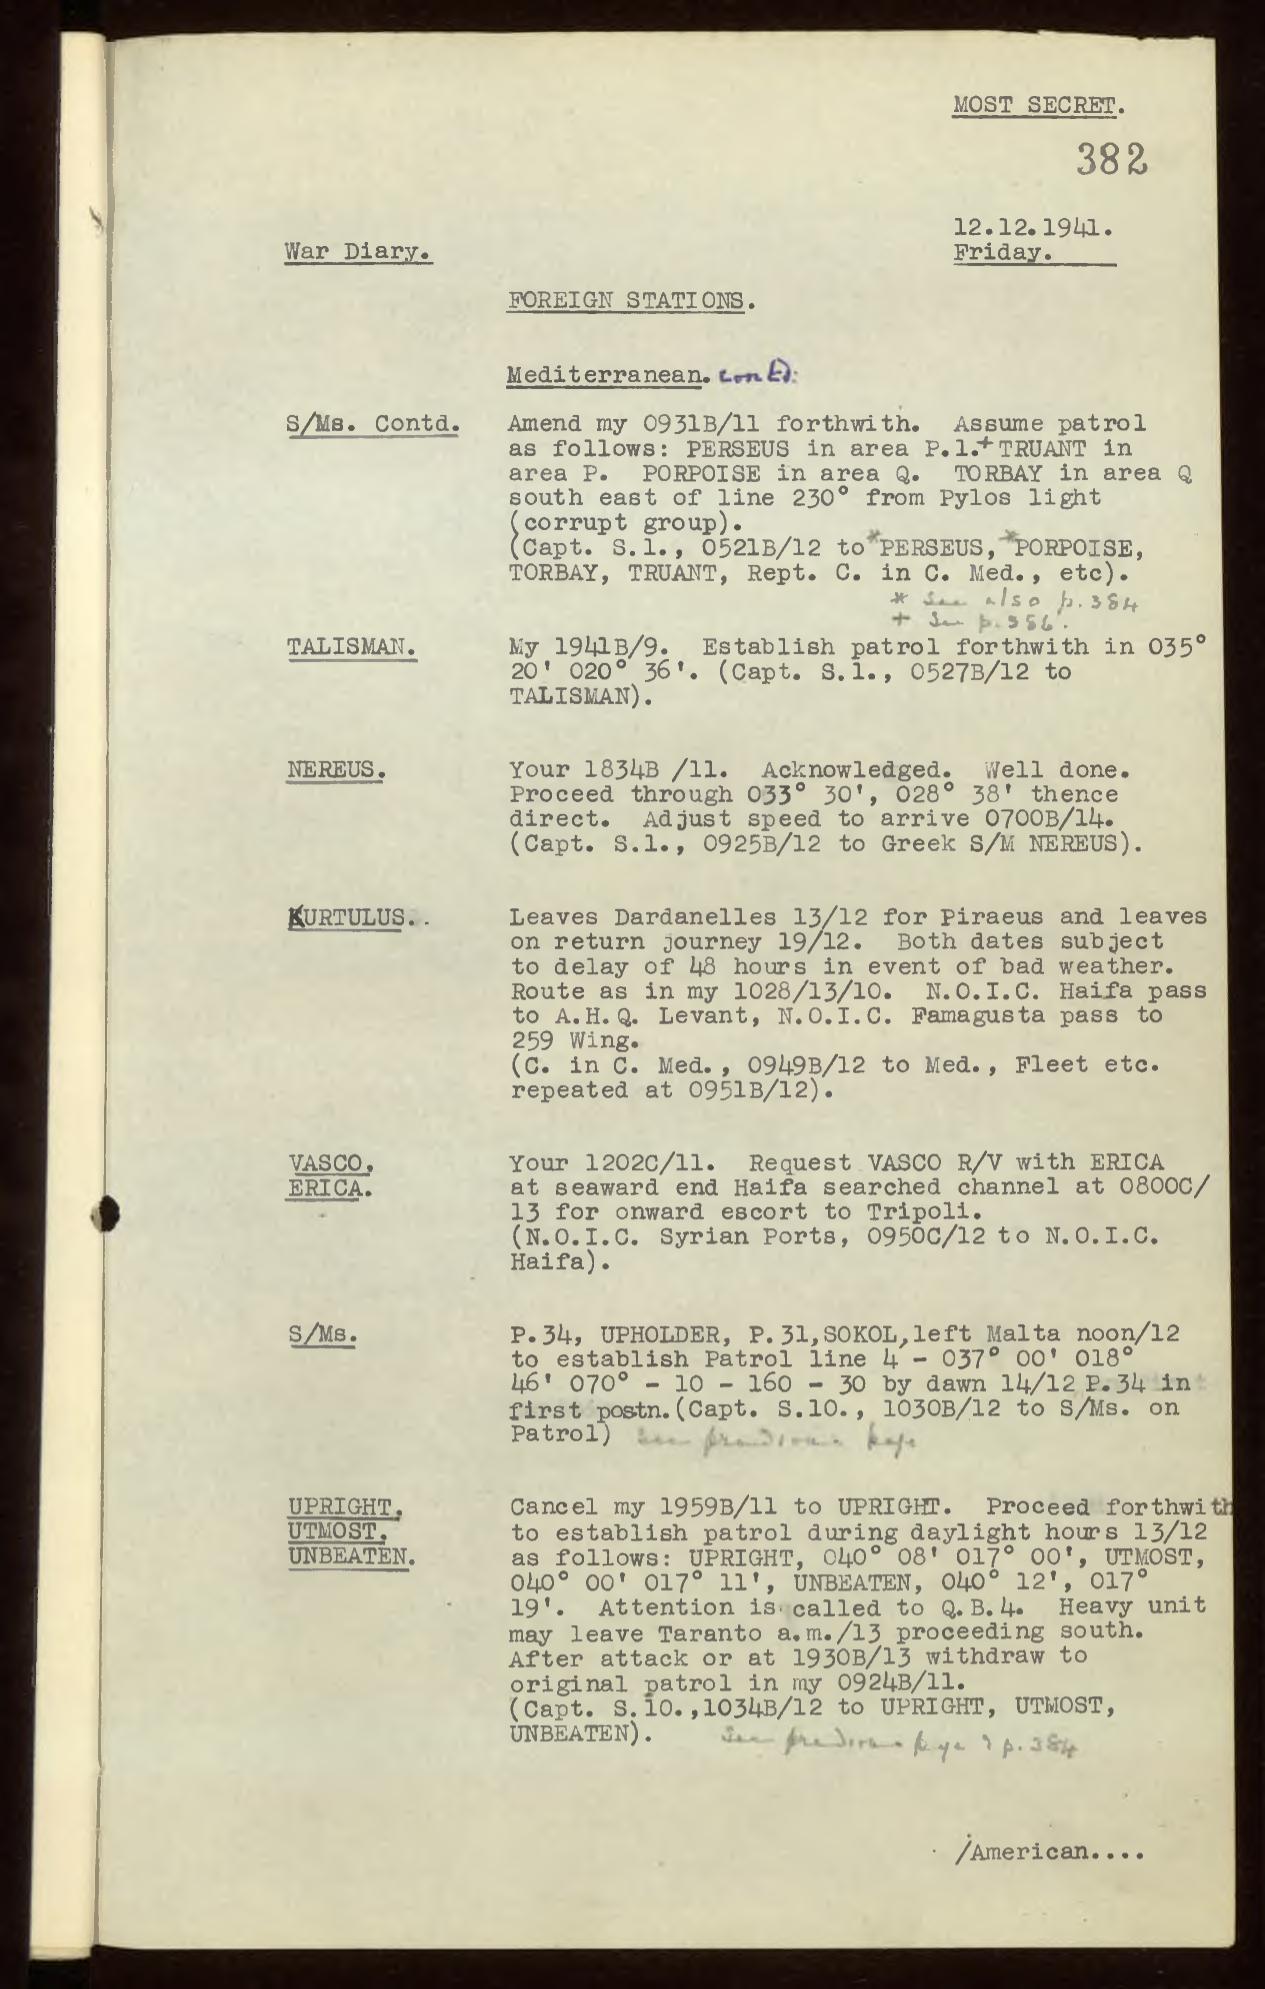 MOST SECRET.
382
12.12.1941.
War Diary. Friday.
FOREIGN STATIONS.
Mediterranean. contd:
S/Ms. Contd. Amend my 0931B/11 forthwith. Assume patrol
as follows: PERSEUS in area P.1.+ TRUANT in
area P. PORPOISE in area Q. TORBAY in area Q
south east of line 230° from Pylos light
(corrupt group).
(Capt. S.1., 0521B/12 to *PERSEUS, *PORPOISE,
TORBAY, TRUANT, Rept. C. in C. Med., etc).
* See also p.384
+ See p.386.
TALISMAN. My 1941B/9. Establish patrol forthwith in 035°
20' 020° 36'. (Capt. S.1., 0527B/12 to
TALISMAN).
NEREUS. Your 1834B /11. Acknowledged. Well done.
Proceed through 033° 30', 028° 38' thence
direct. Adjust speed to arrive 0700B/14.
(Capt. S.1., 0925B/12 to Greek S/M NEREUS).
KURTULUS.. Leaves Dardanelles 13/12 for Piraeus and leaves
on return journey 19/12. Both dates subject
to delay of 48 hours in event of bad weather.
Route as in my 1028/13/10. N.O.I.C. Haifa pass
to A.H.Q. Levant, N.O.I.C. Famagusta pass to
259 Wing.
(C. in C. Med., 0949B/12 to Med., Fleet etc.
repeated at 0951B/12).
VASCO. Your 1202C/11. Request VASCO R/V with ERICA
ERICA. at seaward end Haifa searched channel at 0800C/
13 for onward escort to Tripoli.
(N.O.I.C. Syrian Ports, 0950C/12 to N.O.I.C.
Haifa).
S/Ms. P.34, UPHOLDER, P.31,SOKOL,left Malta noon/12
to establish Patrol line 4 - 037° 00' 018°
46' 070° - 10 - 160 - 30 by dawn 14/12 P.34 in
first postn.(Capt. S.10., 1030B/12 to S/Ms. on
Patrol) See previous page
UPRIGHT. Cancel my 1959B/11 to UPRIGHT. Proceed forthwith
UTMOST. to establish patrol during daylight hours 13/12
UNBEATEN. as follows: UPRIGHT, 040° 08' 017° 00', UTMOST,
040° 00' 017° 11', UNBEATEN, 040° 12', 017°
19'. Attention is called to Q.B.4. Heavy unit
may leave Taranto a.m./13 proceeding south.
After attack or at 1930B/13 withdraw to
original patrol in my 0924B/11.
(Capt. S.10.,1034B/12 to UPRIGHT, UTMOST,
UNBEATEN). See previous page & p.384
/American....